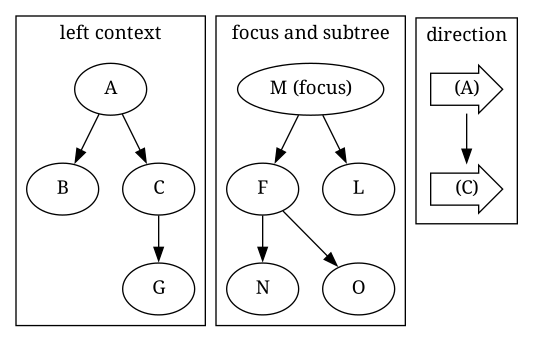 left context
focus and subtree
direction
A
M (focus)
(A)
B
C
F
L
(C)
G
N
O